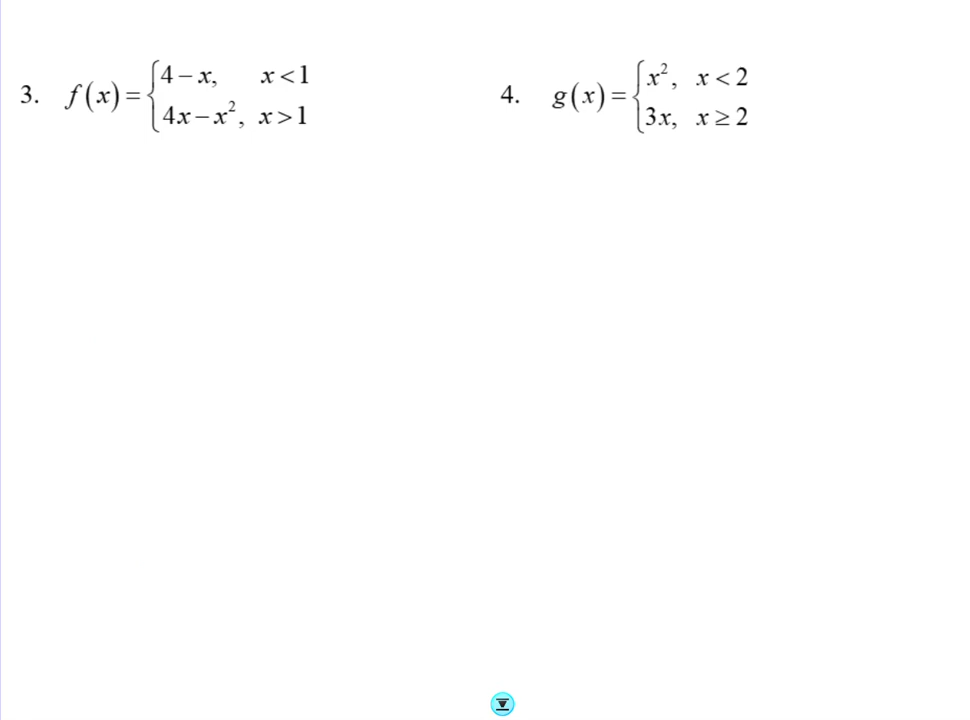 3. f(x) = { 4 − x, x < 1
4x − x², x > 1
4. g(x) = { x², x < 2
3x, x ≥ 2